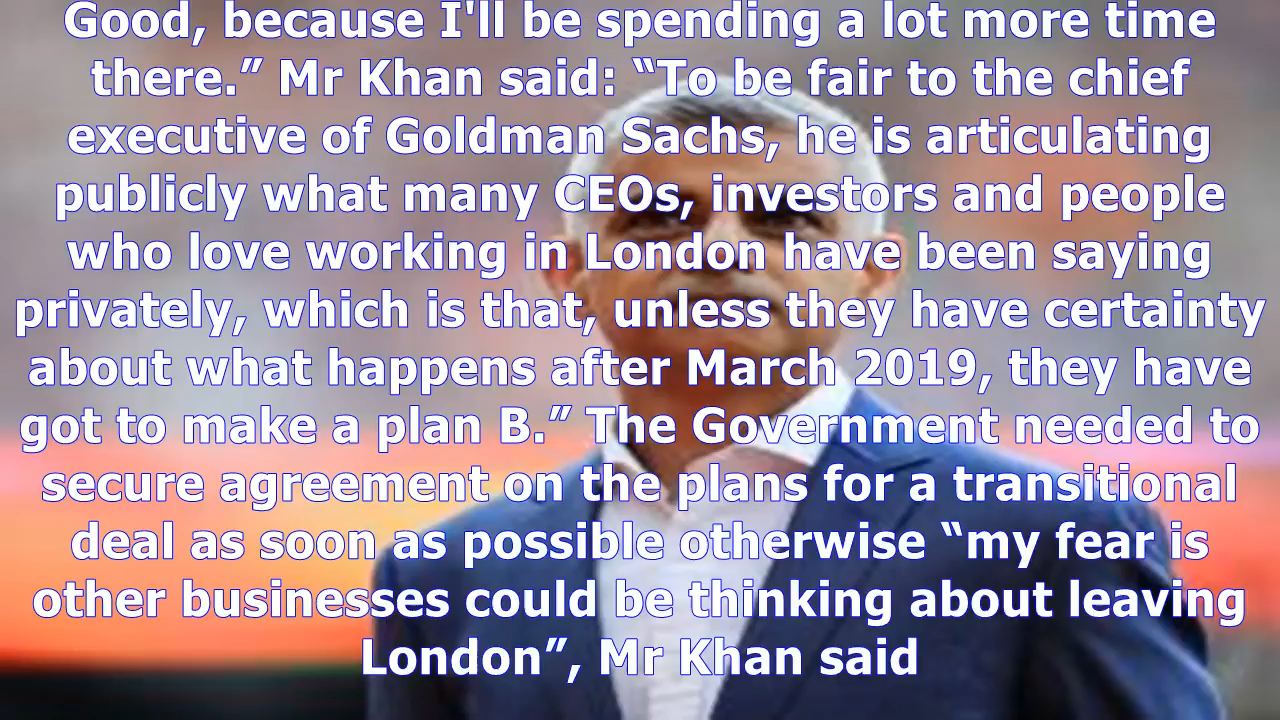 Good, because I'll be spending a lot more time
there.” Mr Khan said: “To be fair to the chief
executive of Goldman Sachs, he is articulating
publicly what many CEOs, investors and people
who love working in London have been saying
privately, which is that, unless they have certainty
about what happens after March 2019, they have
got to make a plan B.” The Government needed to
secure agreement on the plans for a transitional
deal as soon as possible otherwise “my fear is
other businesses could be thinking about leaving
London”, Mr Khan said